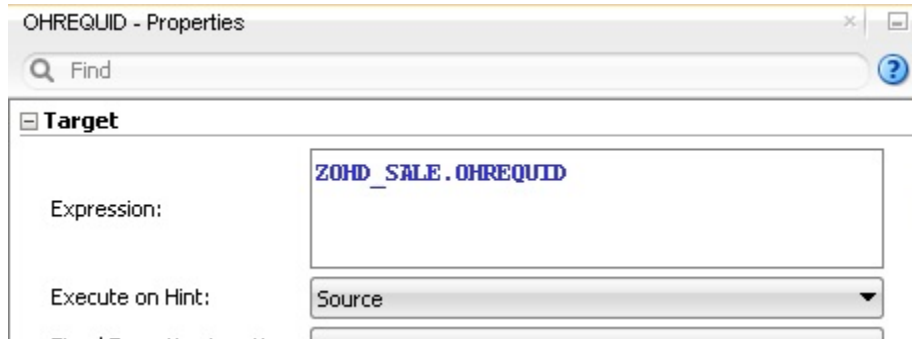 OHREQUID - Properties
Find
Target
Expression:
ZOHD_SALE.OHREQUID
Execute on Hint:
Source